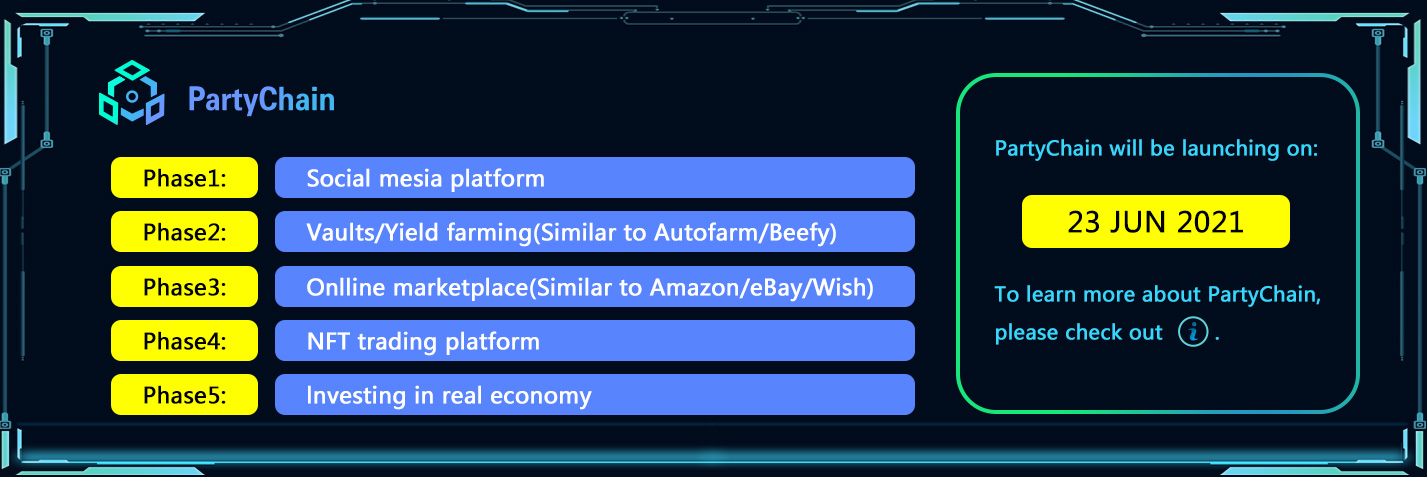 PartyChain
Phase1: Social mesia platform
Phase2: Vaults/Yield farming(Similar to Autofarm/Beefy)
Phase3: Onlline marketplace(Similar to Amazon/eBay/Wish)
Phase4: NFT trading platform
Phase5: Investing in real economy
PartyChain will be launching on:
23 JUN 2021
To learn more about PartyChain,
please check out i .